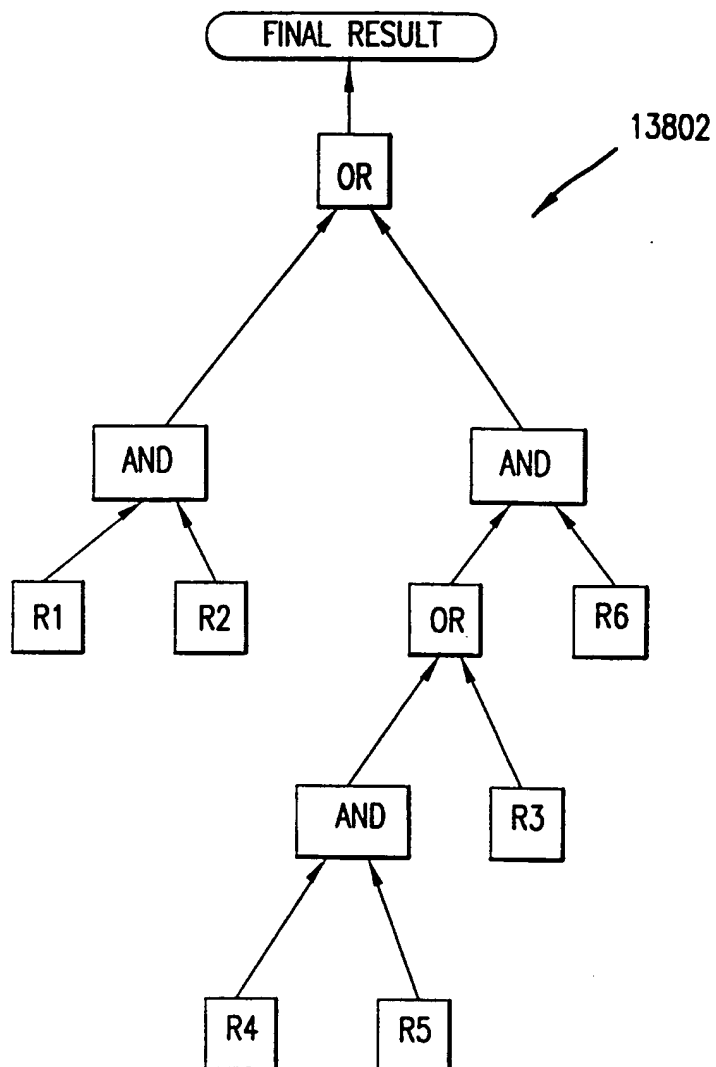 FINAL RESULT
13802
OR
AND
AND
R1
R2
OR
R6
AND
R3
R4
R5